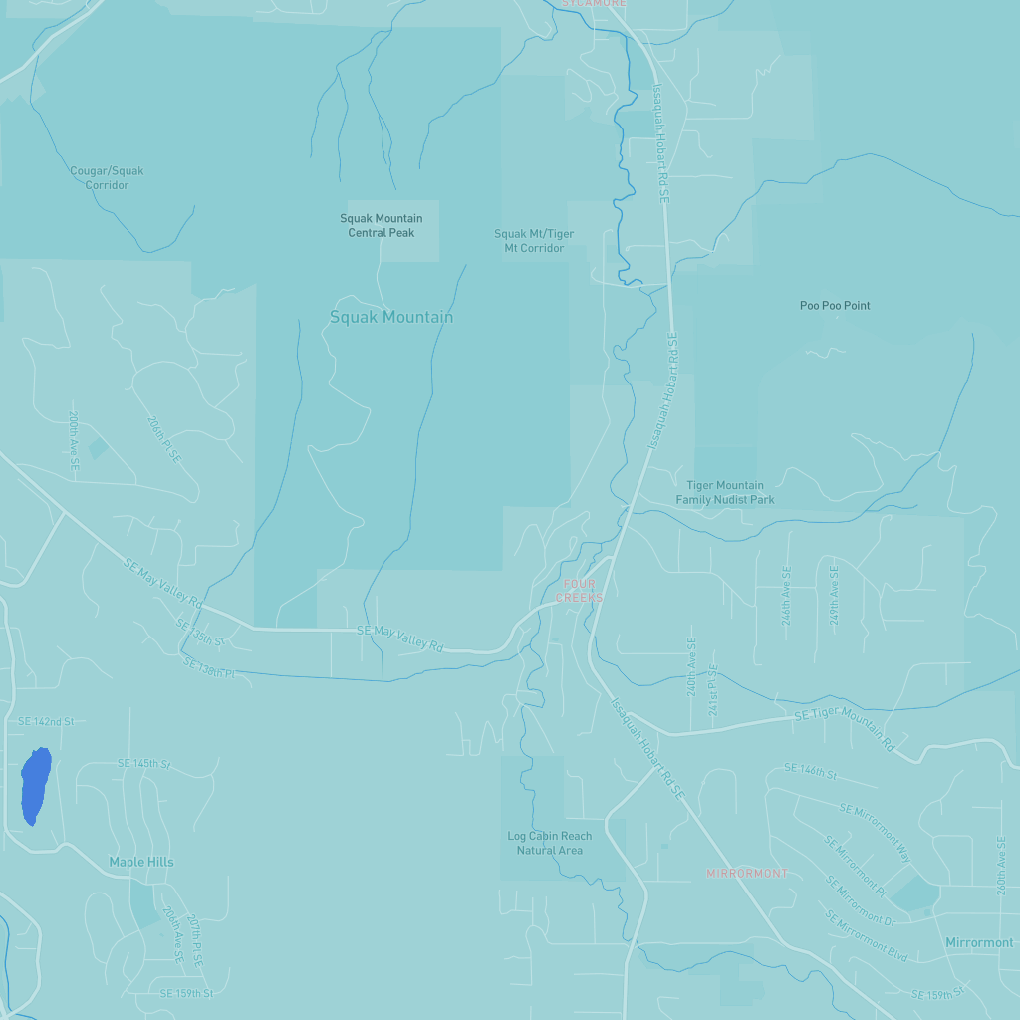 SYCAMORE
Issaquah Hobart Rd SE
Cougar/Squak
Corridor
Squak Mountain
Central Peak
Squak Mt/Tiger
Mt Corridor
Poo Poo Point
Squak Mountain
Issaquah Hobart Rd SE
200th Ave SE
204th Pl SE
Tiger Mountain
Family Nudist Park
SE May Valley Rd
FOUR
CREEKS
246th Ave SE
249th Ave SE
SE 135th St
SE May Valley Rd
SE 138th Pl
240th Ave SE
241st Pl SE
SE 142nd St
Issaquah Hobart Rd SE
SE Tiger Mountain Rd
SE 145th St
SE 146th St
SE Mirrormont Way
Log Cabin Reach
Natural Area
SE Mirrormont Pl
260th Ave SE
Maple Hills
MIRRORMONT
SE Mirrormont Dr
206th Ave SE
207th Pl SE
SE Mirrormont Blvd
Mirrormont
SE 159th St
SE 159th St